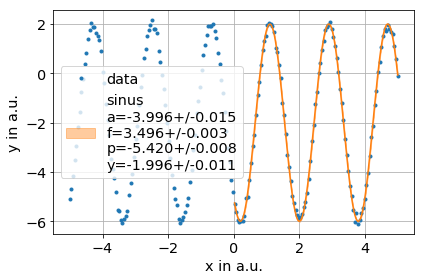 2
0
−2
−4
−6
y in a.u.
data
sinus
a=-3.996+/-0.015
f=3.496+/-0.003
p=-5.420+/-0.008
y=-1.996+/-0.011
−4 −2 0 2 4
x in a.u.